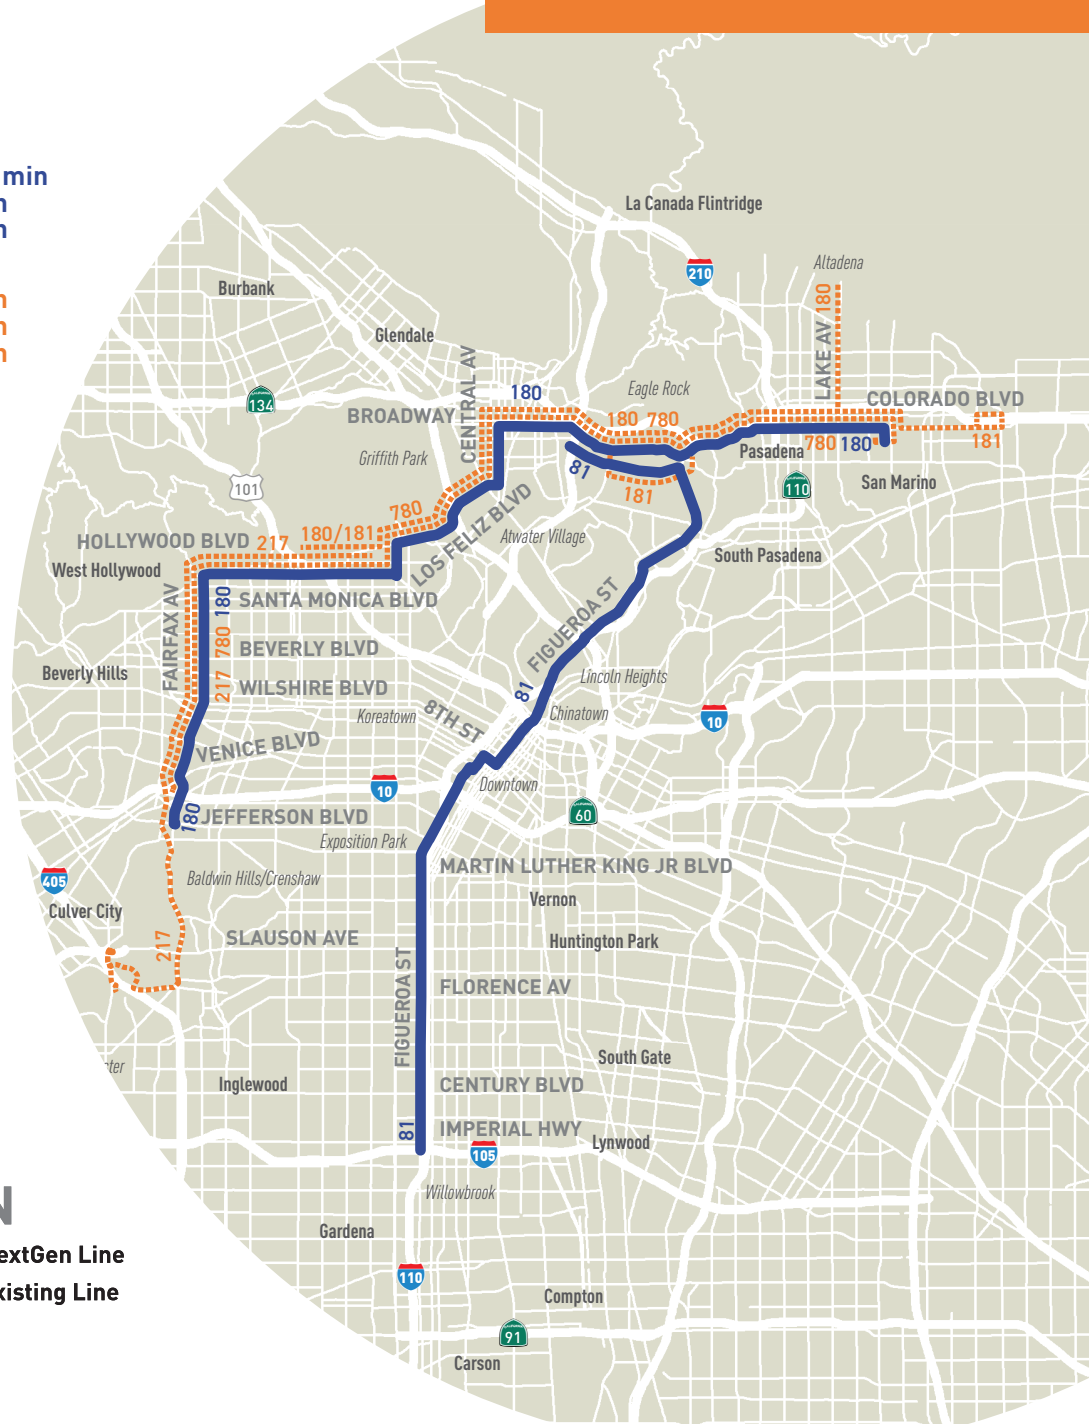 min
La Canada Flintridge
210
Altadena
Burbank
180
Glendale
LAKE AV
CENTRAL AV
180
Eagle Rock
134
BROADWAY
COLORADO BLVD
180 780
Griffith Park
Pasadena
780
180
181
81
101
181
110
San Marino
780
LOS FELIZ BLVD
HOLLYWOOD BLVD
217
180/181
Atwater Village
South Pasadena
West Hollywood
FAIRFAX AV
180
SANTA MONICA BLVD
FIGUEROA ST
780
BEVERLY BLVD
Beverly Hills
217
WILSHIRE BLVD
81
Lincoln Heights
Koreatown
8TH ST
Chinatown
10
VENICE BLVD
10
Downtown
180
JEFFERSON BLVD
60
Exposition Park
MARTIN LUTHER KING JR BLVD
405
Baldwin Hills/Crenshaw
Vernon
Culver City
217
SLAUSON AVE
Huntington Park
FIGUEROA ST
FLORENCE AV
South Gate
Inglewood
CENTURY BLVD
81
IMPERIAL HWY
Lynwood
105
Willowbrook
Gardena
extGen Line
110
xisting Line
Compton
91
Carson